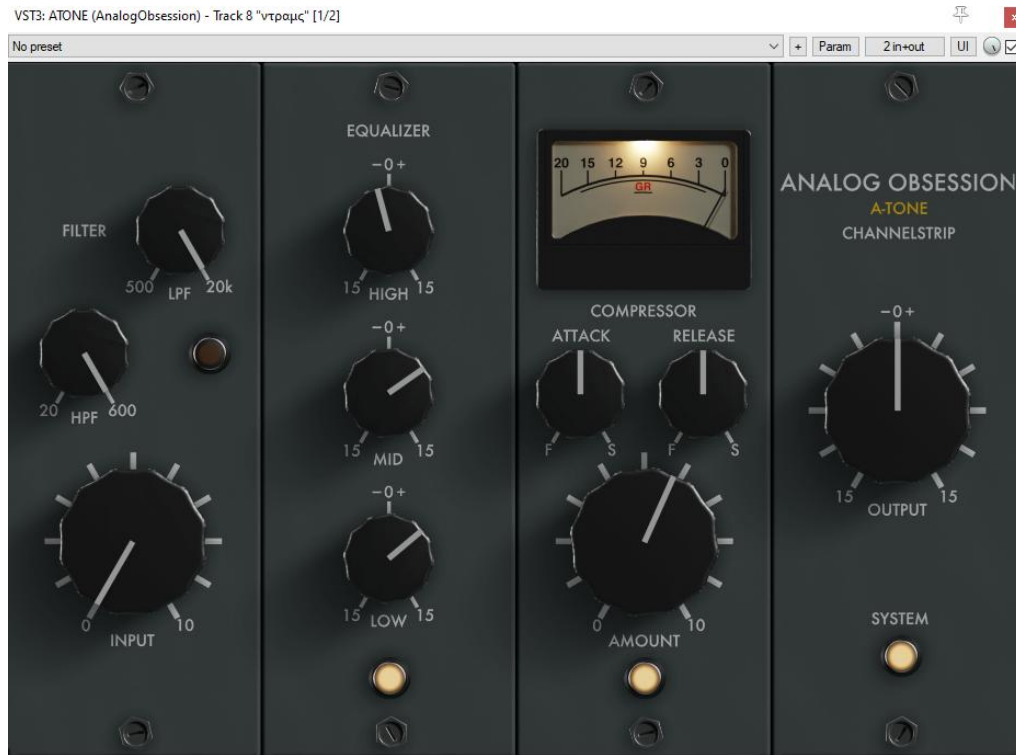 VST3: ATONE (AnalogObsession) - Track 8 "ντραμς" [1/2]
No preset
+
Param
2 in+out
UI
FILTER
500 LPF 20k
20 HPF 600
0 INPUT 10
EQUALIZER
-0+
15 HIGH 15
-0+
15 MID 15
-0+
15 LOW 15
20 15 12 9 6 3 0
GR
COMPRESSOR
ATTACK RELEASE
F S F S
0 AMOUNT 10
ANALOG OBSESSION
A-TONE
CHANNELSTRIP
-0+
15 OUTPUT 15
SYSTEM